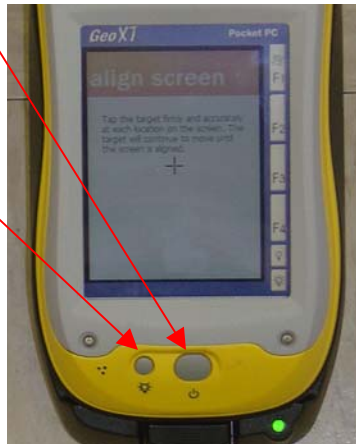 GeoXT Pocket PC
F1
align screen
Tap the target firmly and accurately
at each location on the screen. The
target will continue to move until
the screen is aligned.
F2
F3
F4